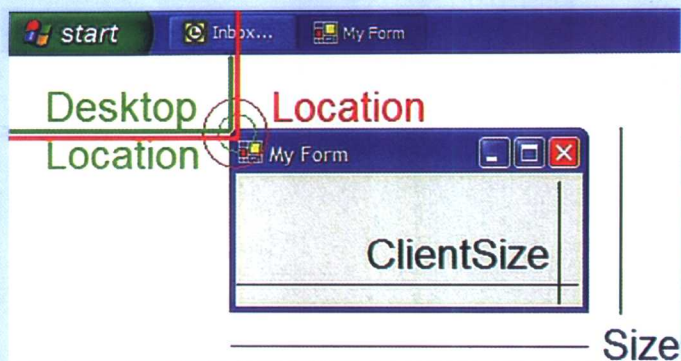 start Inbox... My Form
Desktop Location
Location
My Form
ClientSize
Size